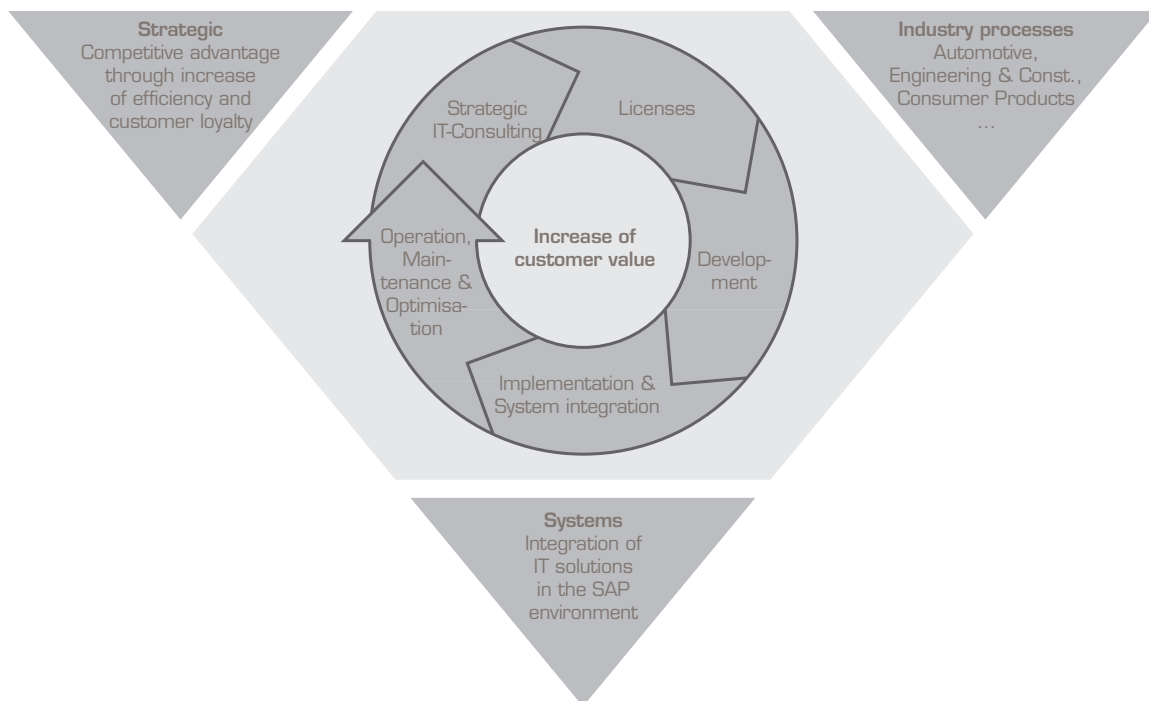 Strategic
Competitive advantage
through increase
of efficiency and
customer loyalty
Industry processes
Automotive,
Engineering & Const.,
Consumer Products
...
Strategic
IT-Consulting
Licenses
Develop-
ment
Implementation &
System integration
Operation,
Main-
tenance &
Optimisa-
tion
Increase of
customer value
Systems
Integration of
IT solutions
in the SAP
environment